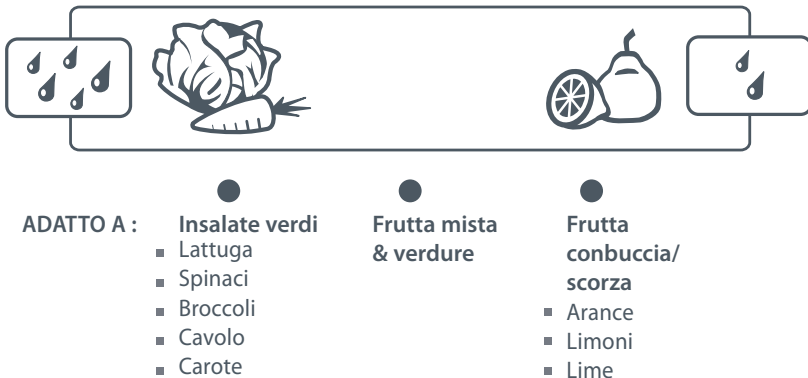 ADATTO A :
Insalate verdi
Lattuga
Spinaci
Broccoli
Cavolo
Carote
Frutta mista
& verdure
Frutta
conbuccia/
scorza
Arance
Limoni
Lime